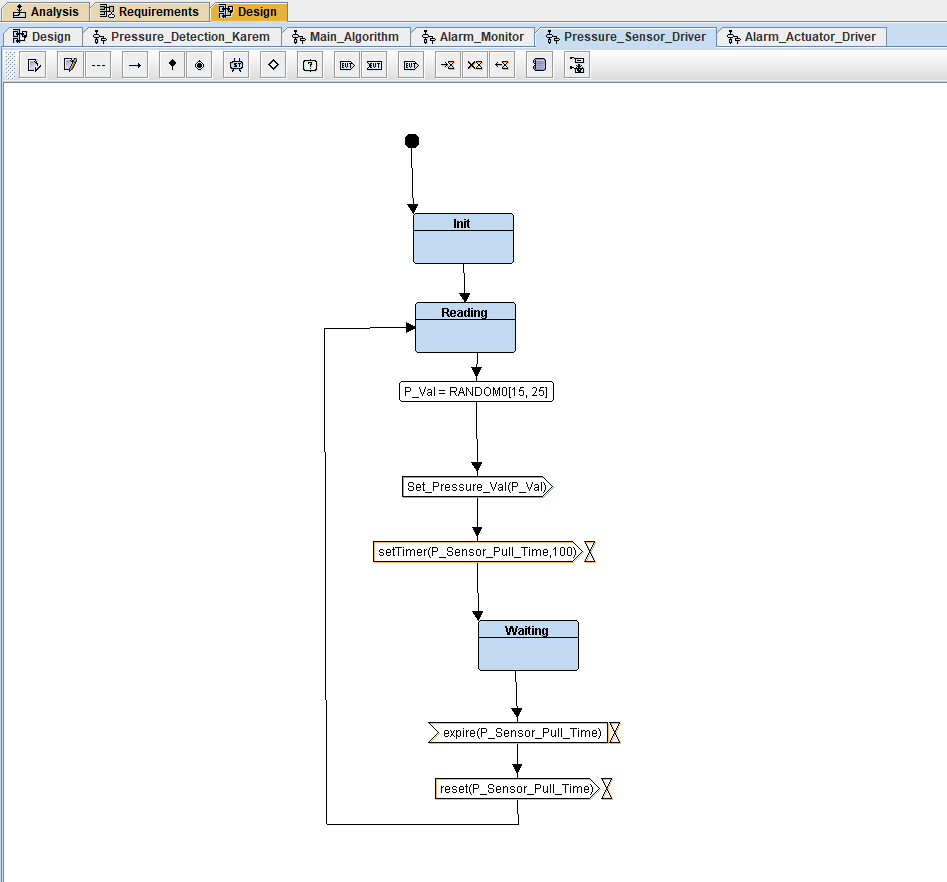 Analysis Requirements Design
Design Pressure_Detection_Karem Main_Algorithm Alarm_Monitor Pressure_Sensor_Driver Alarm_Actuator_Driver
Init
Reading
P_Val = RANDOM0[15, 25]
Set_Pressure_Val(P_Val)
setTimer(P_Sensor_Pull_Time,100)
Waiting
expire(P_Sensor_Pull_Time)
reset(P_Sensor_Pull_Time)